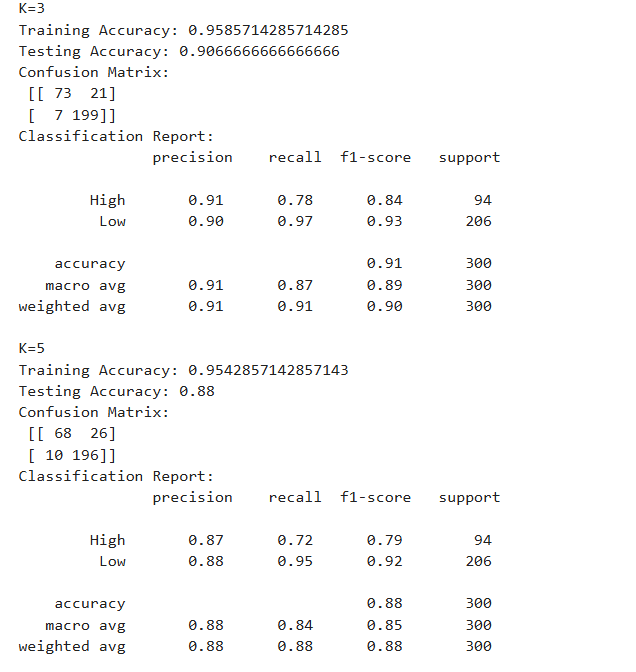 K=3
Training Accuracy: 0.9585714285714285
Testing Accuracy: 0.9066666666666666
Confusion Matrix:
[[ 73  21]
[  7 199]]
Classification Report:
precision    recall  f1-score   support
High       0.91      0.78      0.84        94
Low       0.90      0.97      0.93       206
accuracy                           0.91       300
macro avg       0.91      0.87      0.89       300
weighted avg       0.91      0.91      0.90       300
K=5
Training Accuracy: 0.9542857142857143
Testing Accuracy: 0.88
Confusion Matrix:
[[ 68  26]
[ 10 196]]
Classification Report:
precision    recall  f1-score   support
High       0.87      0.72      0.79        94
Low       0.88      0.95      0.92       206
accuracy                           0.88       300
macro avg       0.88      0.84      0.85       300
weighted avg       0.88      0.88      0.88       300